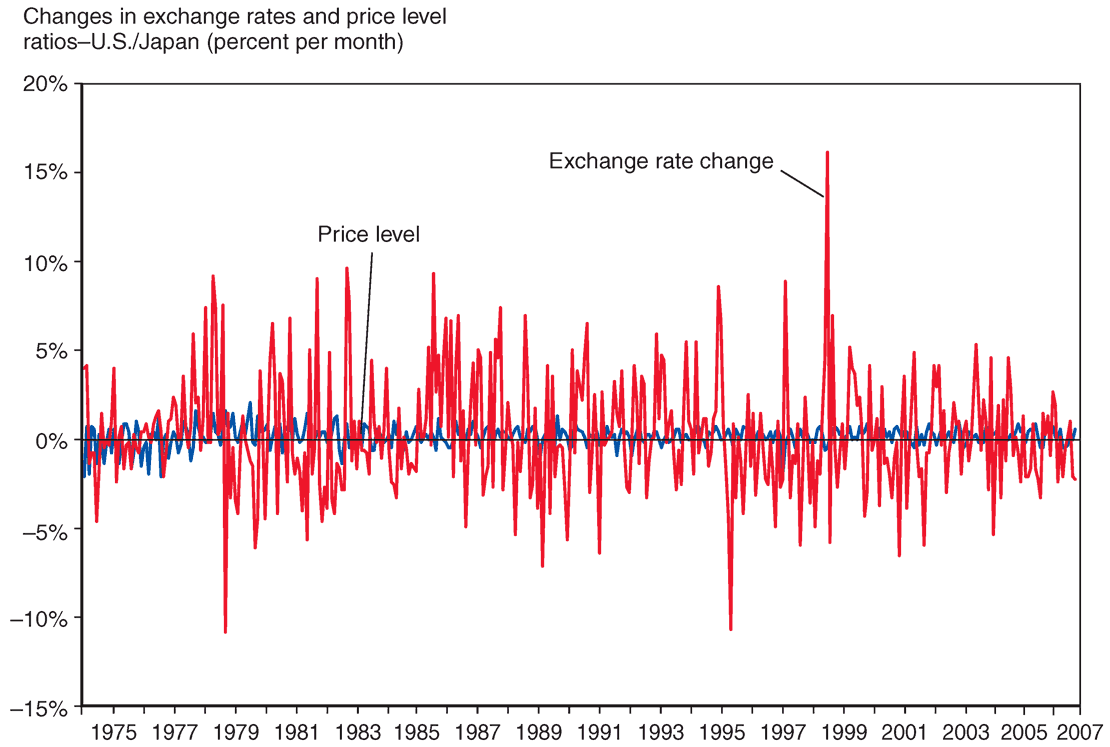 Changes in exchange rates and price level
ratios–U.S./Japan (percent per month)
20%
15%
Exchange rate change
Price level
10%
5%
0%
–5%
–10%
–15%
1975 1977 1979 1981 1983 1985 1987 1989 1991 1993 1995 1997 1999 2001 2003 2005 2007